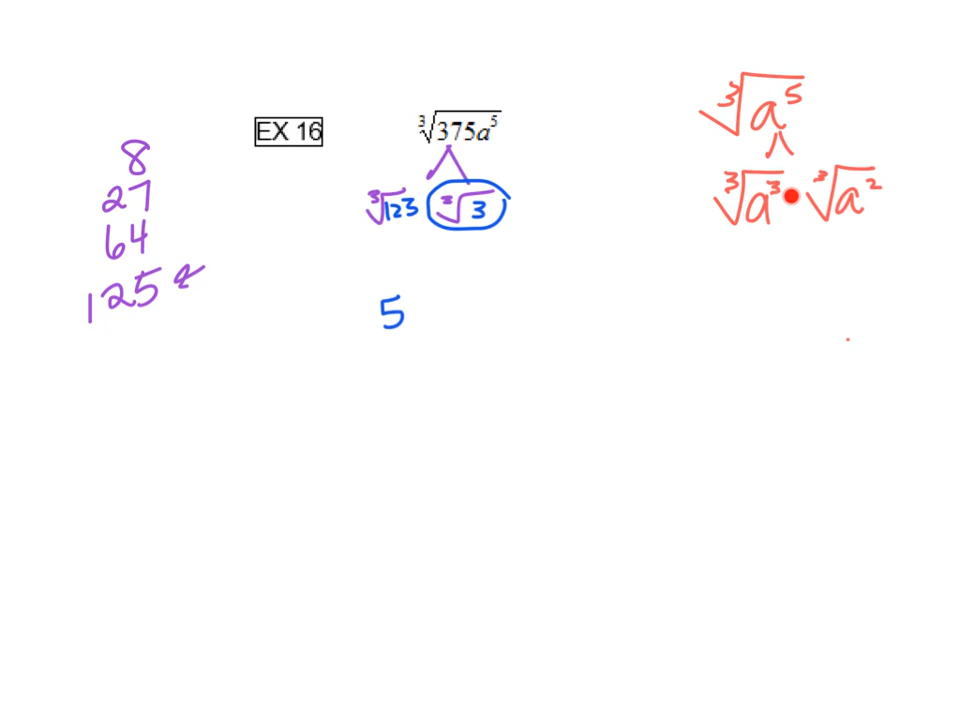 EX 16
∛(375a⁵)
∛123 ∛3
5
8
27
64
125
∛(a⁵)
∛(a³) • ∛(a²)